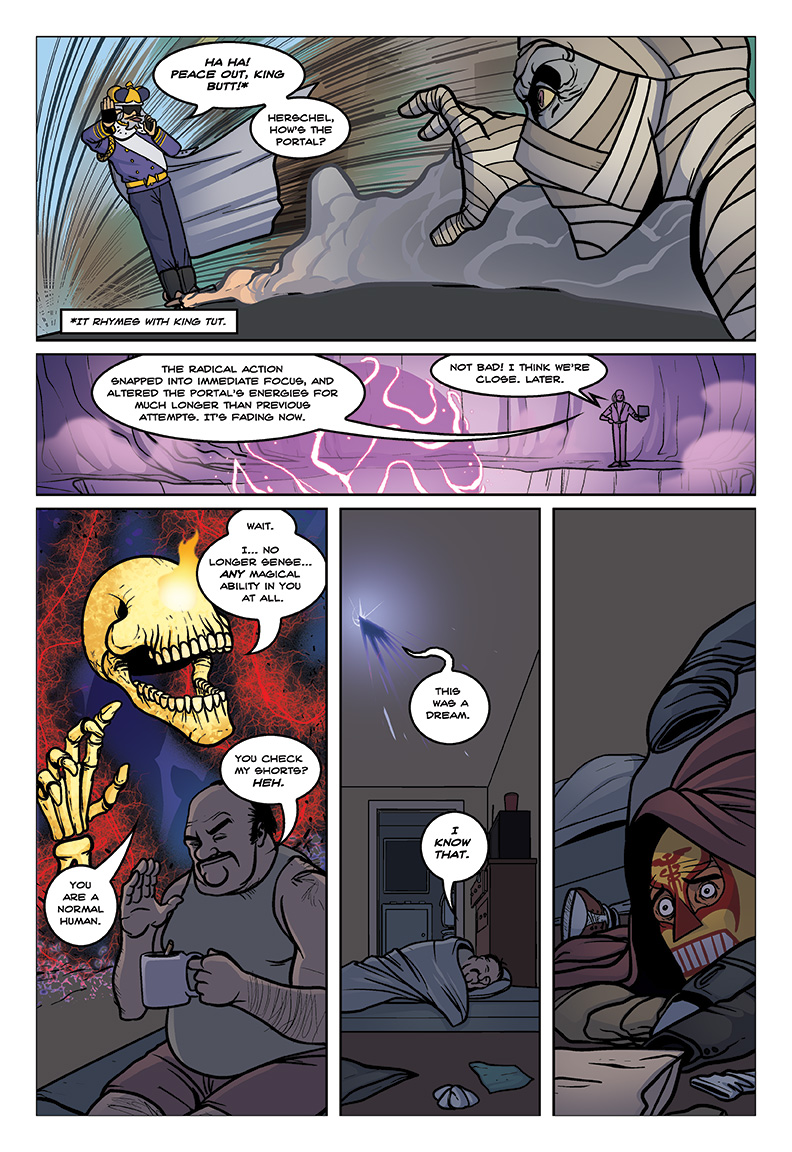 HA HA!
PEACE OUT, KING
BUTT!*
HERSCHEL,
HOW'S THE
PORTAL?
*IT RHYMES WITH KING TUT.
THE RADICAL ACTION
SNAPPED INTO IMMEDIATE FOCUS, AND
ALTERED THE PORTAL'S ENERGIES FOR
MUCH LONGER THAN PREVIOUS
ATTEMPTS. IT'S FADING NOW.
NOT BAD! I THINK WE'RE
CLOSE. LATER.
WAIT.
I... NO
LONGER SENSE...
ANY MAGICAL
ABILITY IN YOU
AT ALL.
YOU CHECK
MY SHORTS?
HEH.
YOU
ARE A
NORMAL
HUMAN.
THIS
WAS A
DREAM.
I
KNOW
THAT.